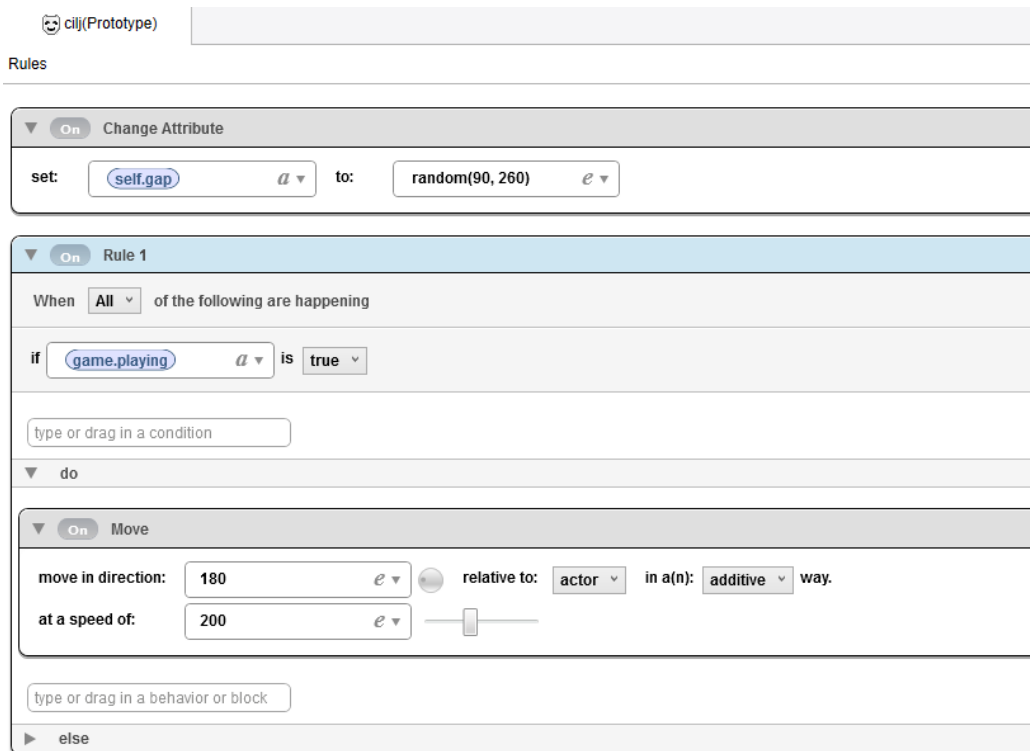 cilj(Prototype)
Rules
On Change Attribute
set: self.gap a to: random(90, 260) e
On Rule 1
When All of the following are happening
if game.playing a is true
type or drag in a condition
do
On Move
move in direction: 180 e relative to: actor in a(n): additive way.
at a speed of: 200 e
type or drag in a behavior or block
else